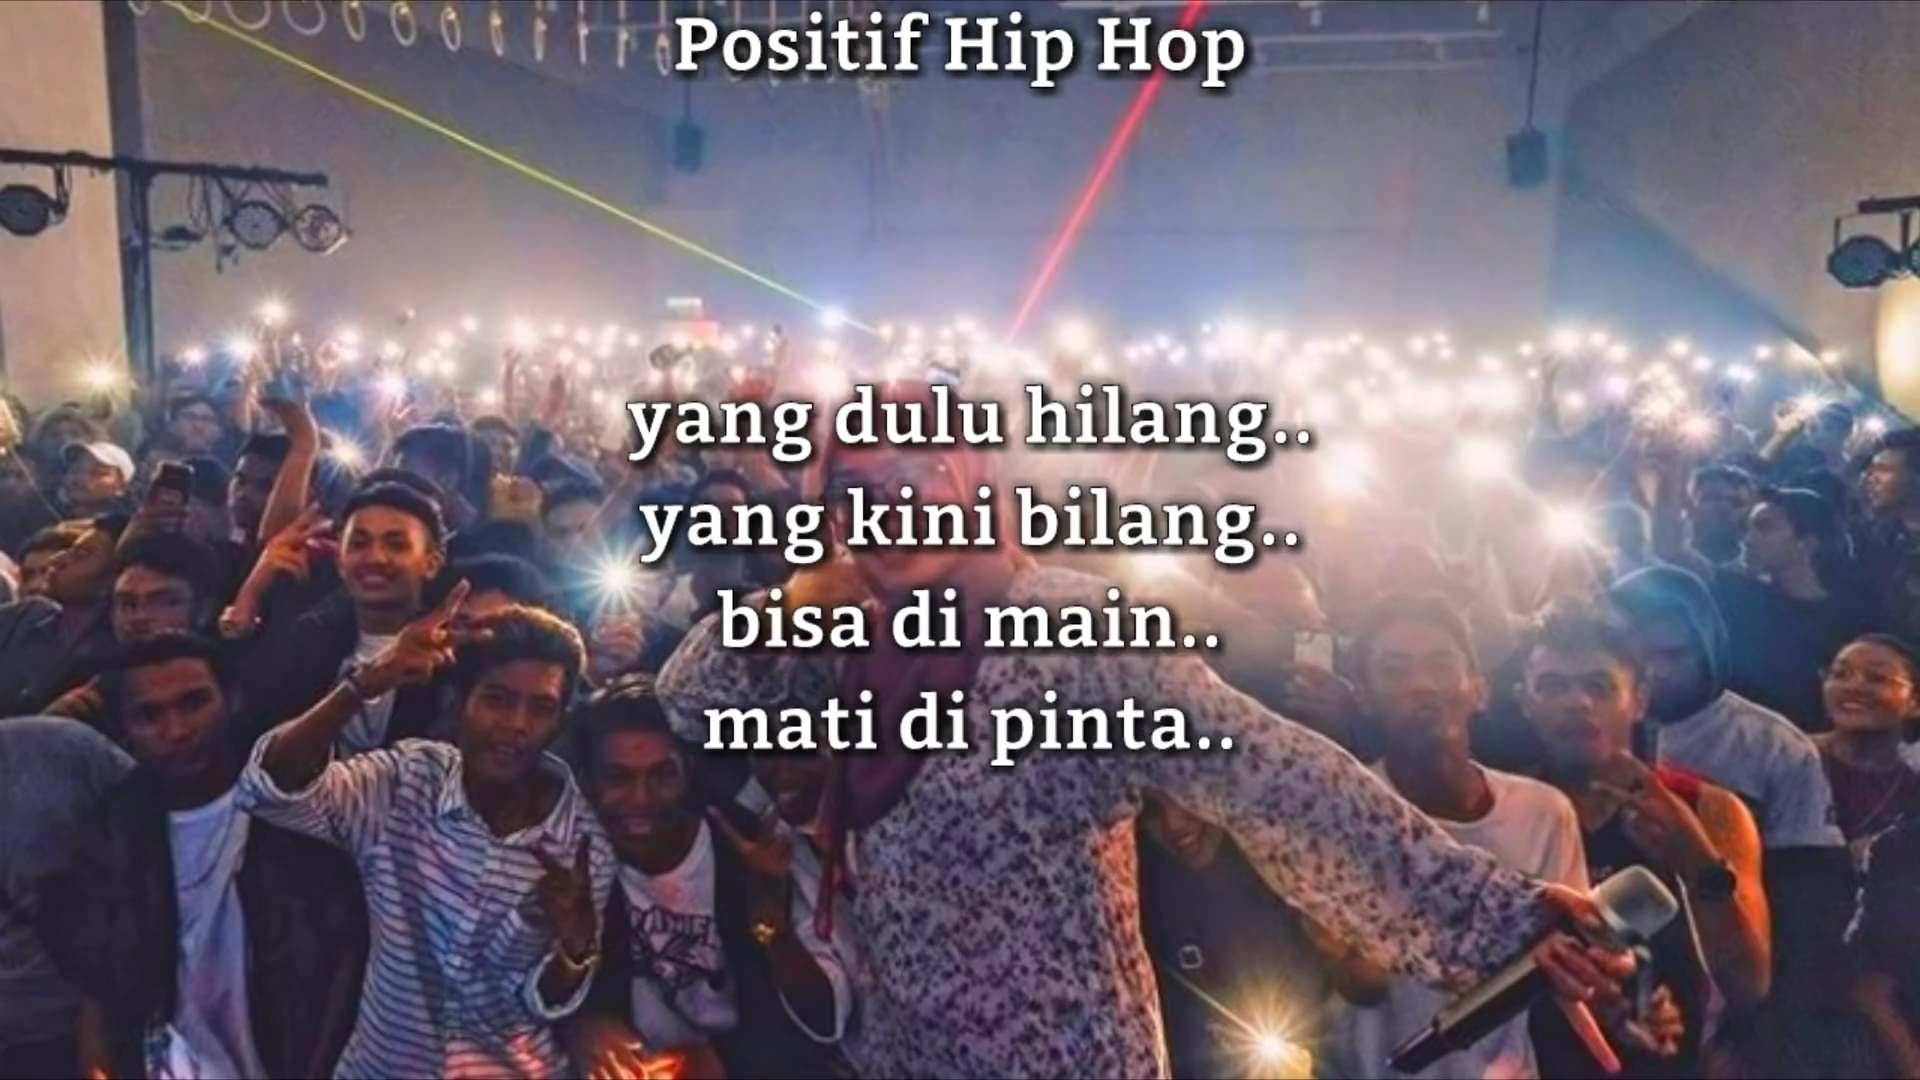 Positif Hip Hop
yang dulu hilang..
yang kini bilang..
bisa di main..
mati di pinta..